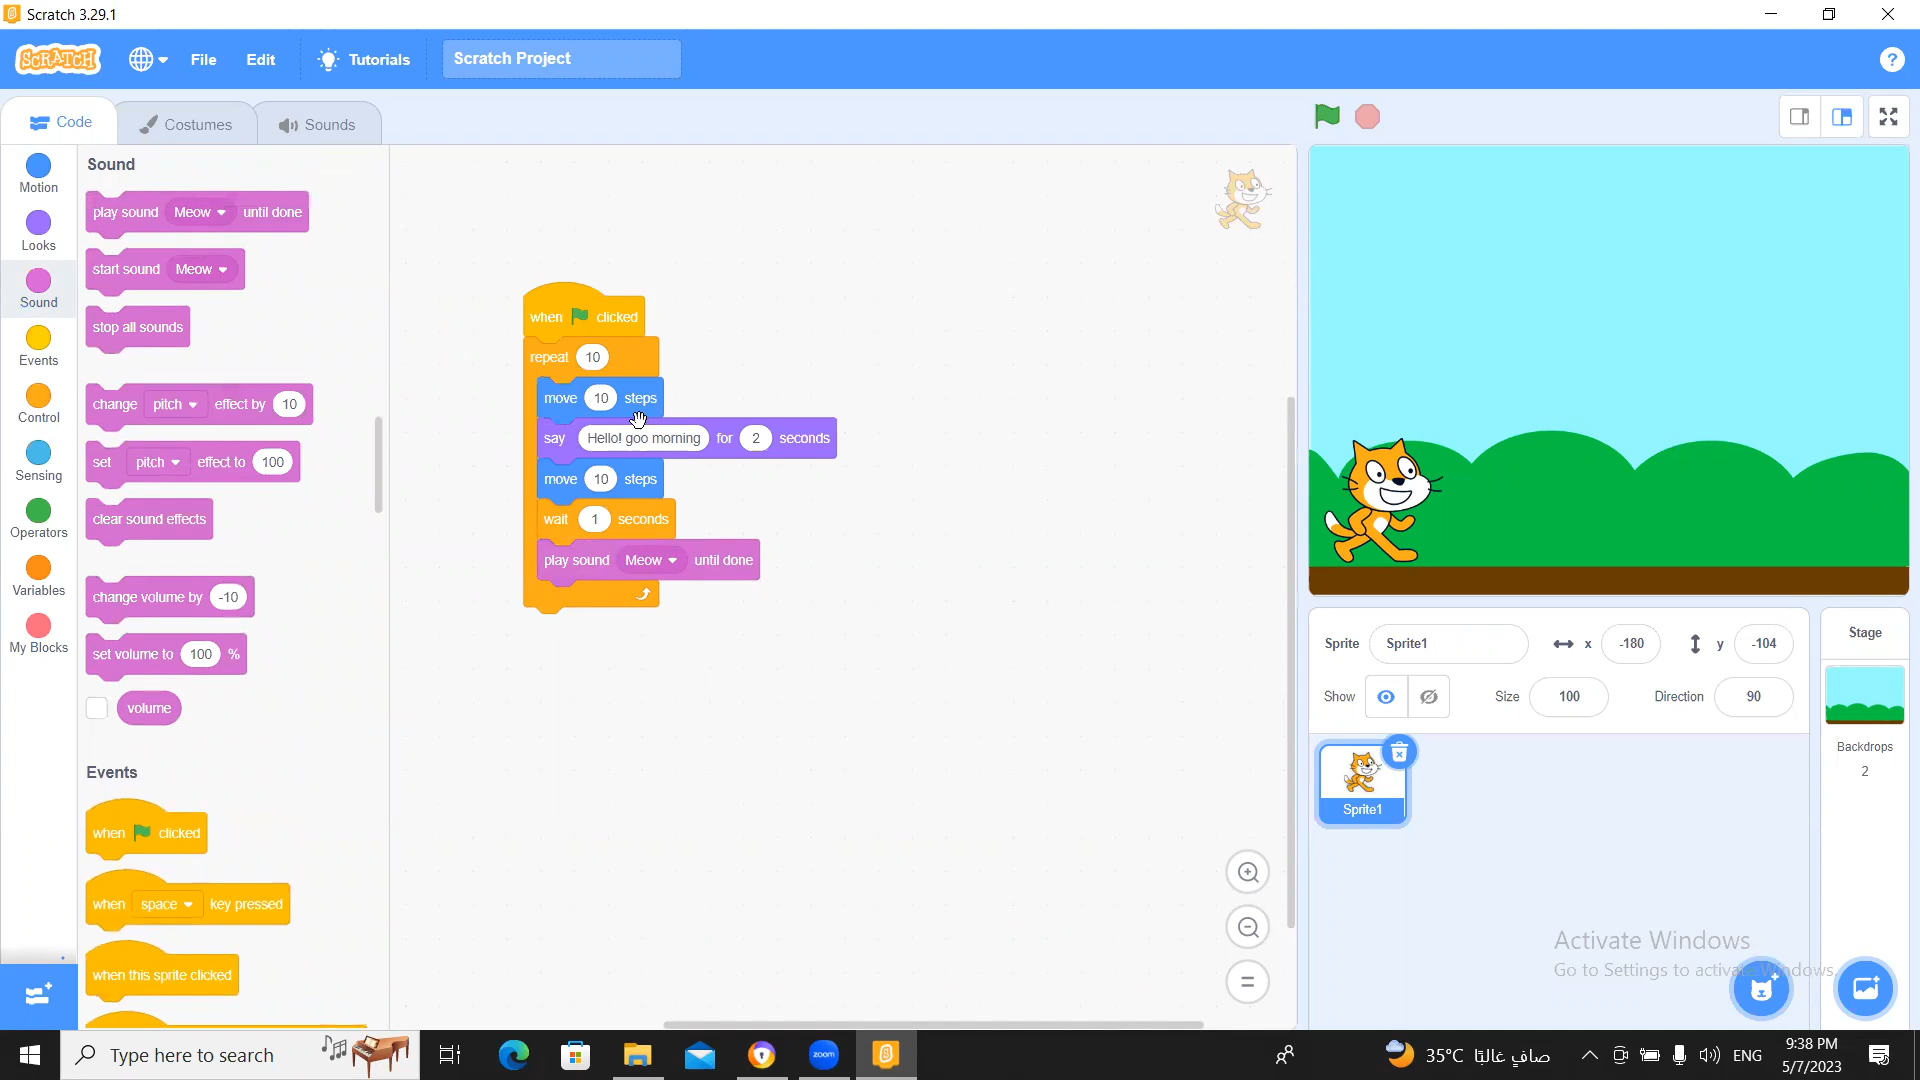 Scratch 3.29.1
SCRATCH
File
Edit
Tutorials
Scratch Project
Code
Costumes
Sounds
Motion
Looks
Sound
Events
Control
Sensing
Operators
Variables
My Blocks
Sound
play sound Meow until done
start sound Meow
stop all sounds
change pitch effect by 10
set pitch effect to 100
clear sound effects
change volume by -10
set volume to 100 %
volume
Events
when clicked
when space key pressed
when this sprite clicked
when clicked
repeat 10
move 10 steps
say Hello! goo morning for 2 seconds
move 10 steps
wait 1 seconds
play sound Meow until done
Sprite Sprite1 x -180 y -104
Show Size 100 Direction 90
Sprite1
Stage
Backdrops
2
Activate Windows
Go to Settings to activate Windows.
Type here to search
zoom
35°C صافٍ غالبًا
ENG
9:38 PM
5/7/2023